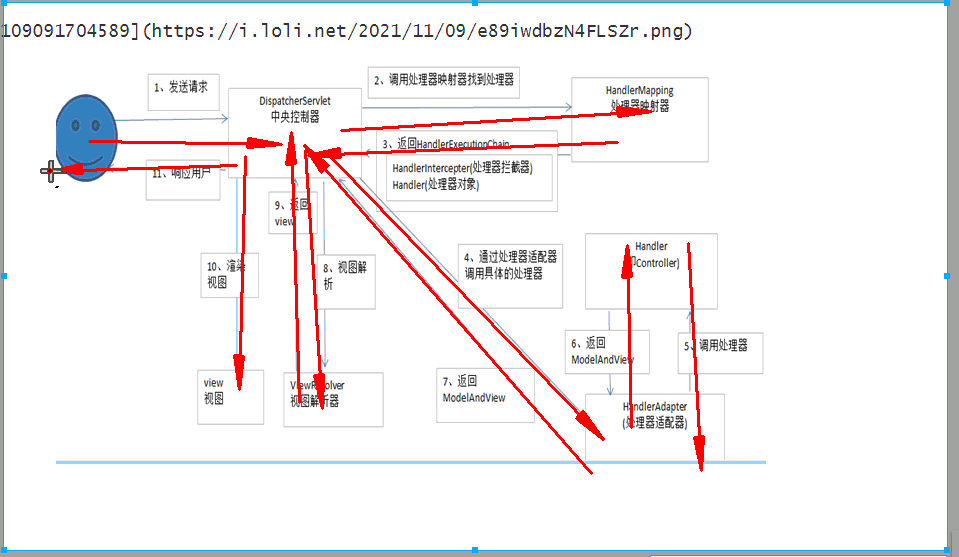 109091704589](https://i.loli.net/2021/11/09/e89iwdbzN4FLSZr.png)
1、发送请求
2、调用处理器映射器找到处理器
DispatcherServlet
中央控制器
HandlerMapping
处理器映射器
3、返回HandlerExecutionChain
HandlerIntercepter(处理器拦截器)
Handler(处理器对象)
11、响应用户
9、返回
view
10、渲染
视图
8、视图解
析
4、通过处理器适配器
调用具体的处理器
Handler
Controller)
6、返回
ModelAndView
5、调用处理器
7、返回
ModelAndView
view
视图
ViewResolver
视图解析器
HandlerAdapter
(处理器适配器)